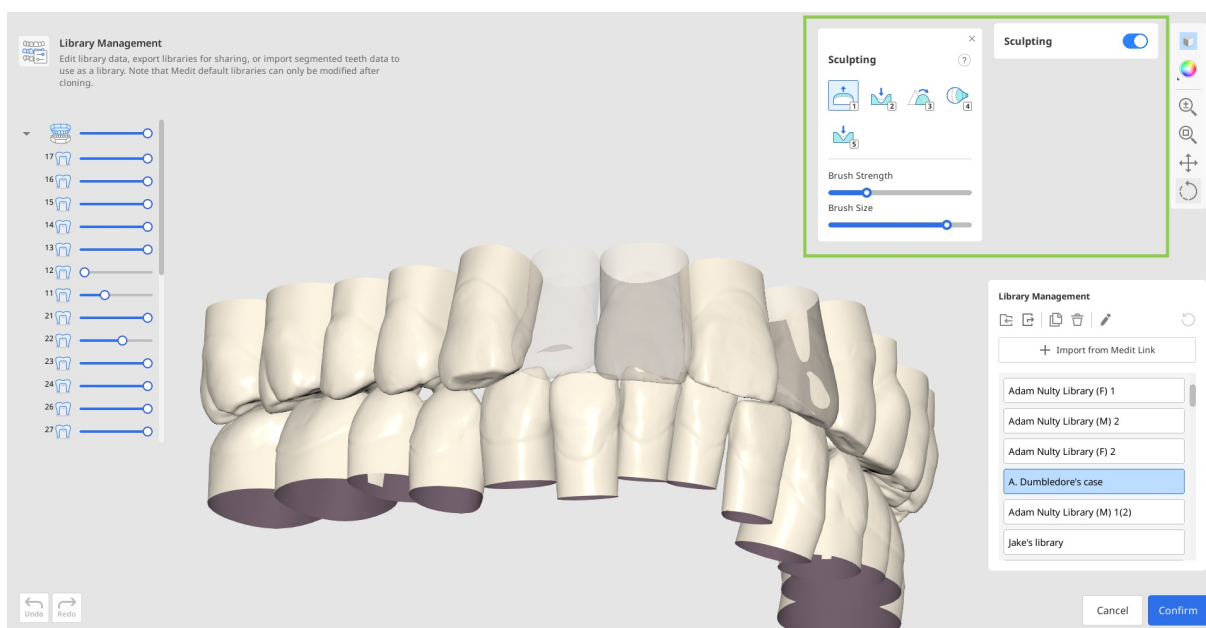 Library Management
Edit library data, export libraries for sharing, or import segmented teeth data to
use as a library. Note that Medit default libraries can only be modified after
cloning.
17
16
15
14
13
12
11
21
22
23
24
26
27
Sculpting
?
1
2
3
4
5
Brush Strength
Brush Size
Sculpting
Library Management
Import from Medit Link
Adam Nulty Library (F) 1
Adam Nulty Library (M) 2
Adam Nulty Library (F) 2
A. Dumbledore's case
Adam Nulty Library (M) 1(2)
Jake's library
Undo
Redo
Cancel
Confirm